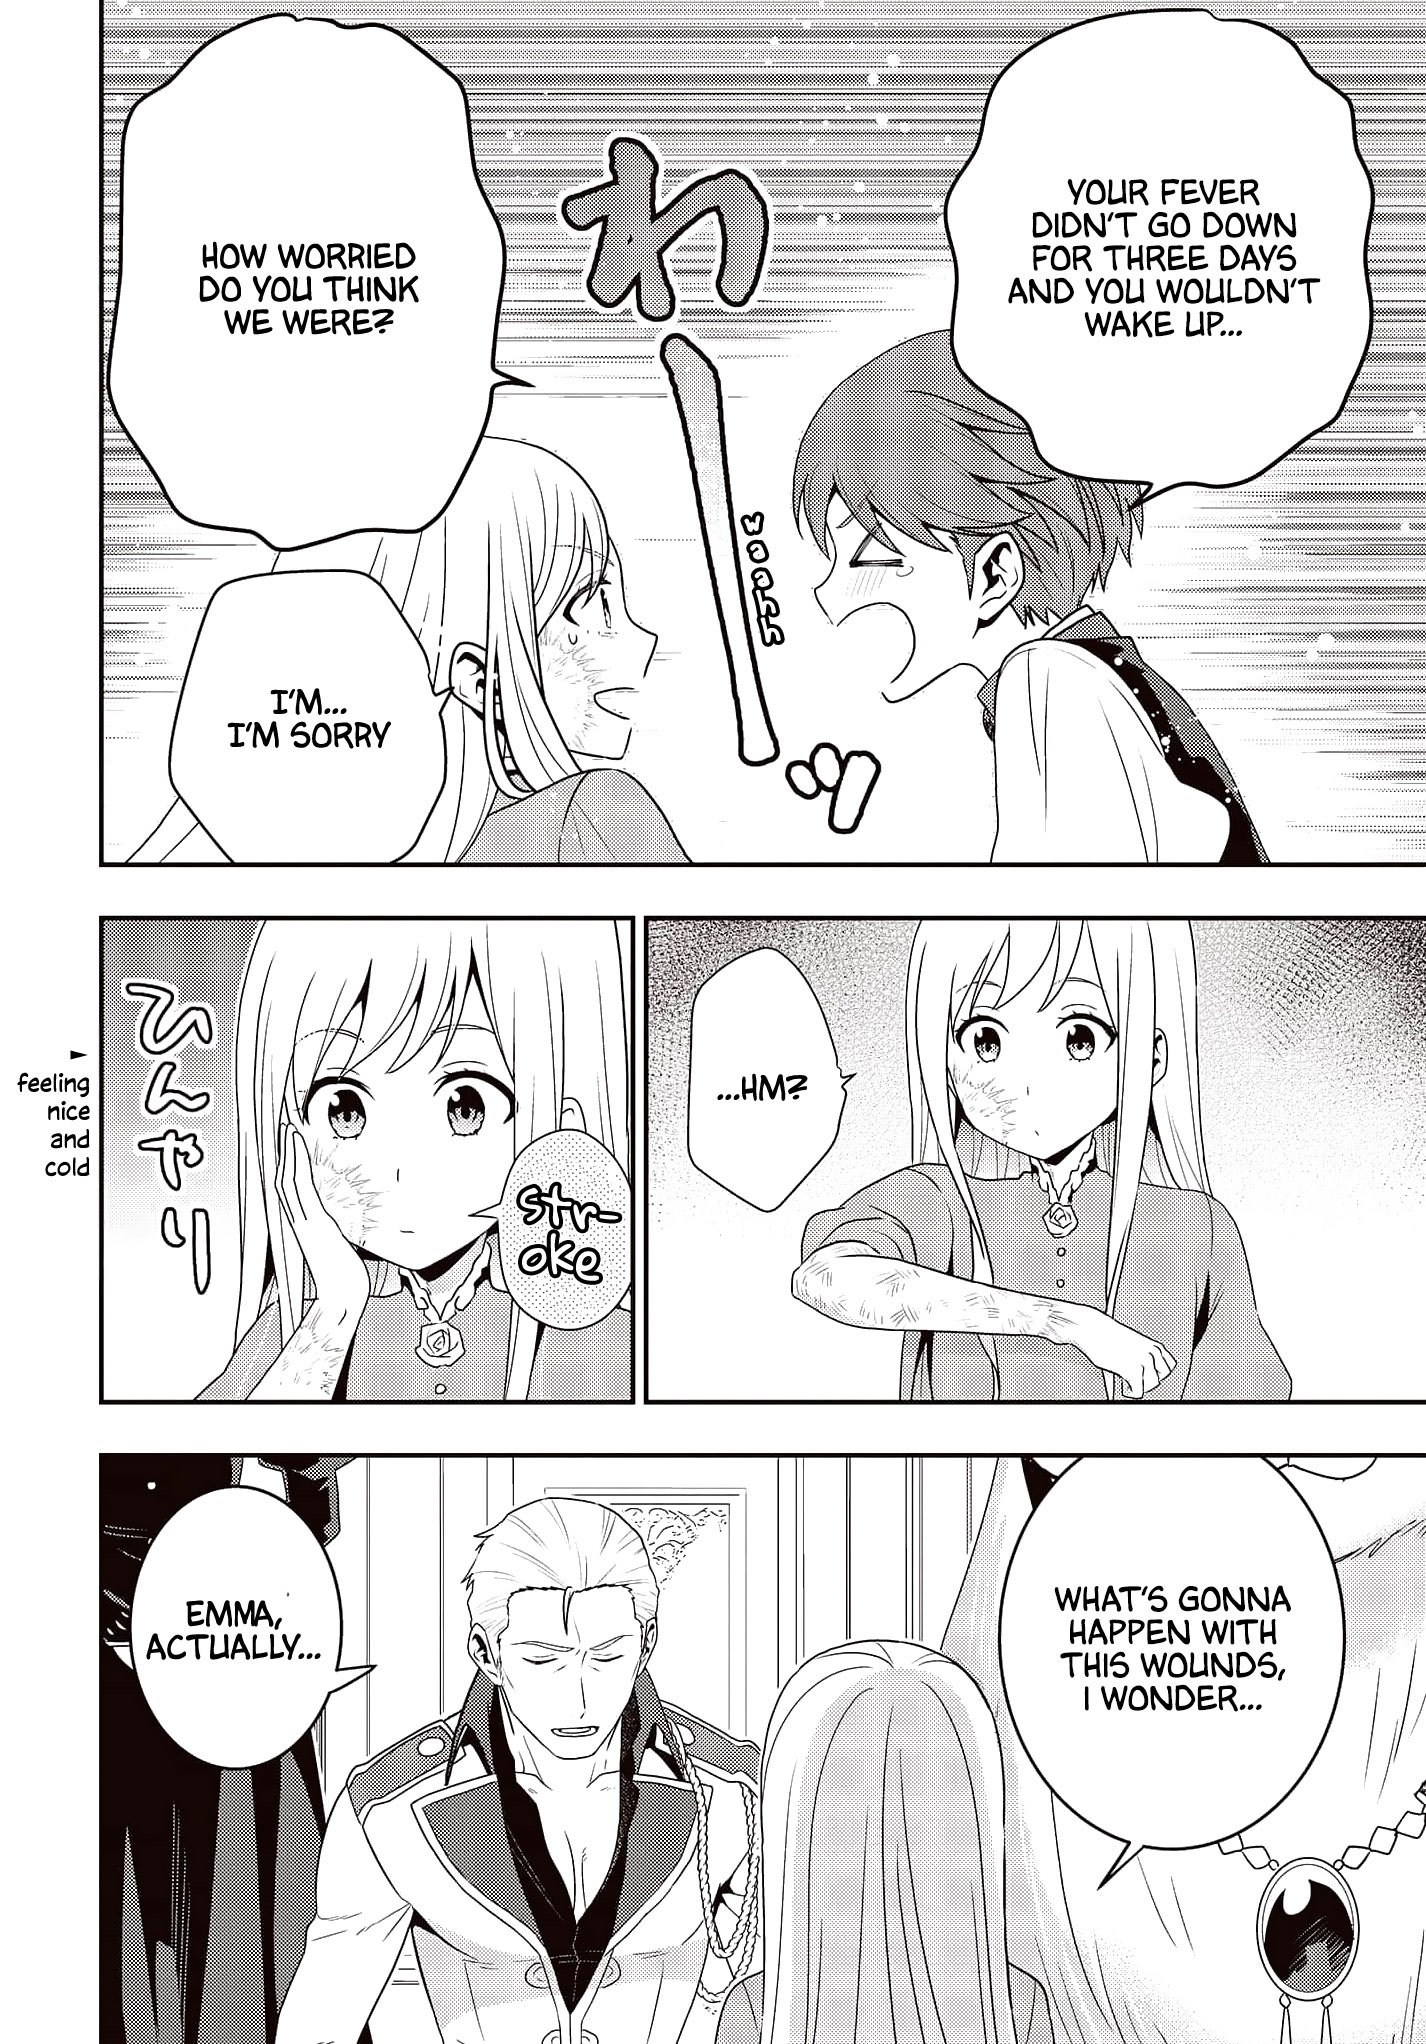 YOUR FEVER
DIDN'T GO DOWN
FOR THREE DAYS
AND YOU WOULDN'T
WAKE UP...
わーッ
waahh
HOW WORRIED
DO YOU THINK
WE WERE?
I'M...
I'M SORRY
...HM?
str-
oke
ひんやり
feeling
nice
and
cold
WHAT'S GONNA
HAPPEN WITH
THIS WOUNDS,
I WONDER...
EMMA,
ACTUALLY...